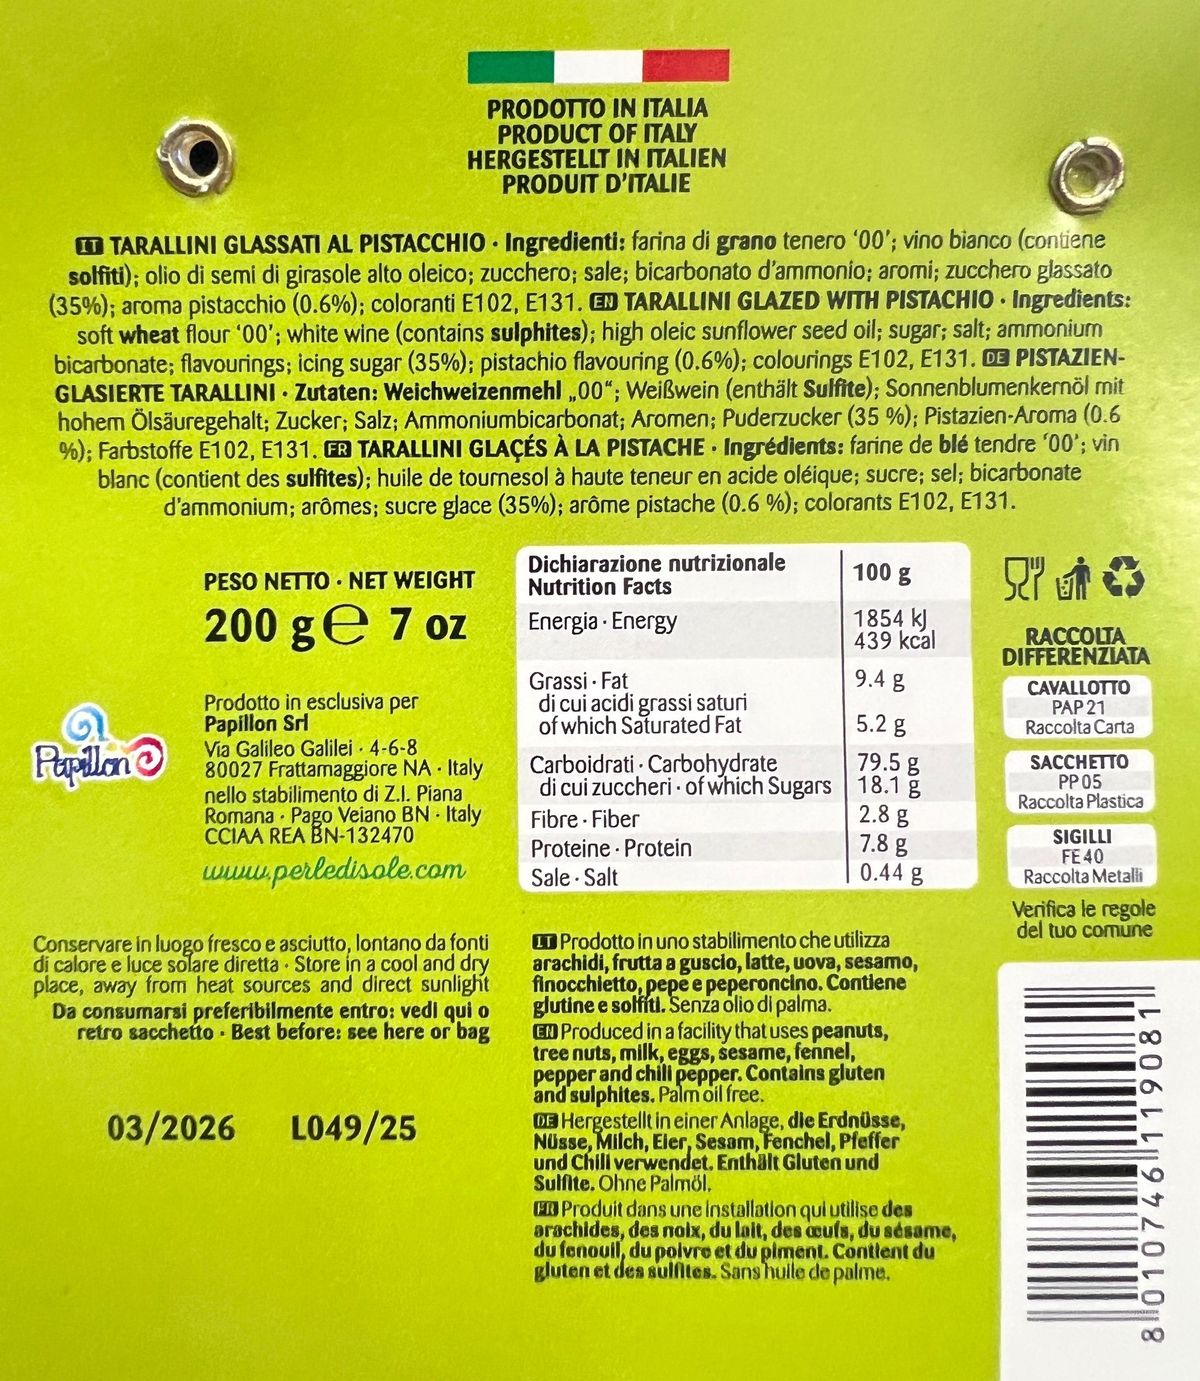 PRODOTTO IN ITALIA
PRODUCT OF ITALY
HERGESTELLT IN ITALIEN
PRODUIT D'ITALIE
IT TARALLINI GLASSATI AL PISTACCHIO · Ingredienti: farina di grano tenero '00'; vino bianco (contiene
solfiti); olio di semi di girasole alto oleico; zucchero; sale; bicarbonato d'ammonio; aromi; zucchero glassato
(35%); aroma pistacchio (0.6%); coloranti E102, E131. EN TARALLINI GLAZED WITH PISTACHIO · Ingredients:
soft wheat flour '00'; white wine (contains sulphites); high oleic sunflower seed oil; sugar; salt; ammonium
bicarbonate; flavourings; icing sugar (35%); pistachio flavouring (0.6%); colourings E102, E131. DE PISTAZIEN-
GLASIERTE TARALLINI · Zutaten: Weichweizenmehl „00“; Weißwein (enthält Sulfite); Sonnenblumenkernöl mit
hohem Ölsäuregehalt; Zucker; Salz; Ammoniumbicarbonat; Aromen; Puderzucker (35 %); Pistazien-Aroma (0.6
%); Farbstoffe E102, E131. FR TARALLINI GLAÇÉS À LA PISTACHE · Ingrédients: farine de blé tendre '00'; vin
blanc (contient des sulfites); huile de tournesol à haute teneur en acide oléique; sucre; sel; bicarbonate
d'ammonium; arômes; sucre glace (35%); arôme pistache (0.6 %); colorants E102, E131.
PESO NETTO · NET WEIGHT
200 g e 7 oz
Papillon
Prodotto in esclusiva per
Papillon Srl
Via Galileo Galilei · 4-6-8
80027 Frattamaggiore NA · Italy
nello stabilimento di Z.I. Piana
Romana · Pago Veiano BN · Italy
CCIAA REA BN-132470
www.perledisole.com
Dichiarazione nutrizionale
Nutrition Facts 100 g
Energia · Energy 1854 kJ
439 kcal
Grassi · Fat 9.4 g
di cui acidi grassi saturi
of which Saturated Fat 5.2 g
Carboidrati · Carbohydrate 79.5 g
di cui zuccheri · of which Sugars 18.1 g
Fibre · Fiber 2.8 g
Proteine · Protein 7.8 g
Sale · Salt 0.44 g
RACCOLTA
DIFFERENZIATA
CAVALLOTTO
PAP 21
Raccolta Carta
SACCHETTO
PP 05
Raccolta Plastica
SIGILLI
FE 40
Raccolta Metalli
Verifica le regole
del tuo comune
Conservare in luogo fresco e asciutto, lontano da fonti
di calore e luce solare diretta · Store in a cool and dry
place, away from heat sources and direct sunlight
Da consumarsi preferibilmente entro: vedi qui o
retro sacchetto · Best before: see here or bag
03/2026 L049/25
IT Prodotto in uno stabilimento che utilizza
arachidi, frutta a guscio, latte, uova, sesamo,
finocchietto, pepe e peperoncino. Contiene
glutine e solfiti. Senza olio di palma.
EN Produced in a facility that uses peanuts,
tree nuts, milk, eggs, sesame, fennel,
pepper and chili pepper. Contains gluten
and sulphites. Palm oil free.
DE Hergestellt in einer Anlage, die Erdnüsse,
Nüsse, Milch, Eier, Sesam, Fenchel, Pfeffer
und Chili verwendet. Enthält Gluten und
Sulfite. Ohne Palmöl.
FR Produit dans une installation qui utilise des
arachides, des noix, du lait, des œufs, du sésame,
du fenouil, du poivre et du piment. Contient du
gluten et des sulfites. Sans huile de palme.
8 010746 119081